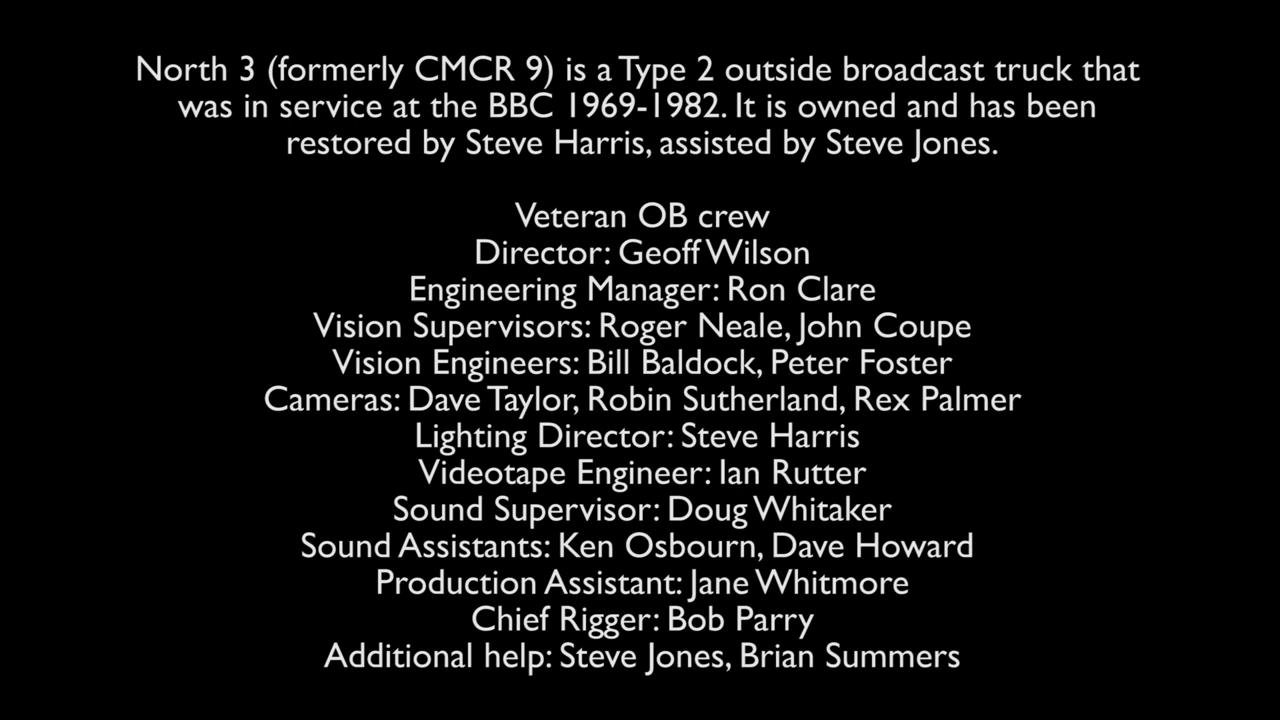 North 3 (formerly CMCR 9) is a Type 2 outside broadcast truck that
was in service at the BBC 1969-1982. It is owned and has been
restored by Steve Harris, assisted by Steve Jones.
Veteran OB crew
Director: Geoff Wilson
Engineering Manager: Ron Clare
Vision Supervisors: Roger Neale, John Coupe
Vision Engineers: Bill Baldock, Peter Foster
Cameras: Dave Taylor, Robin Sutherland, Rex Palmer
Lighting Director: Steve Harris
Videotape Engineer: Ian Rutter
Sound Supervisor: Doug Whitaker
Sound Assistants: Ken Osbourn, Dave Howard
Production Assistant: Jane Whitmore
Chief Rigger: Bob Parry
Additional help: Steve Jones, Brian Summers